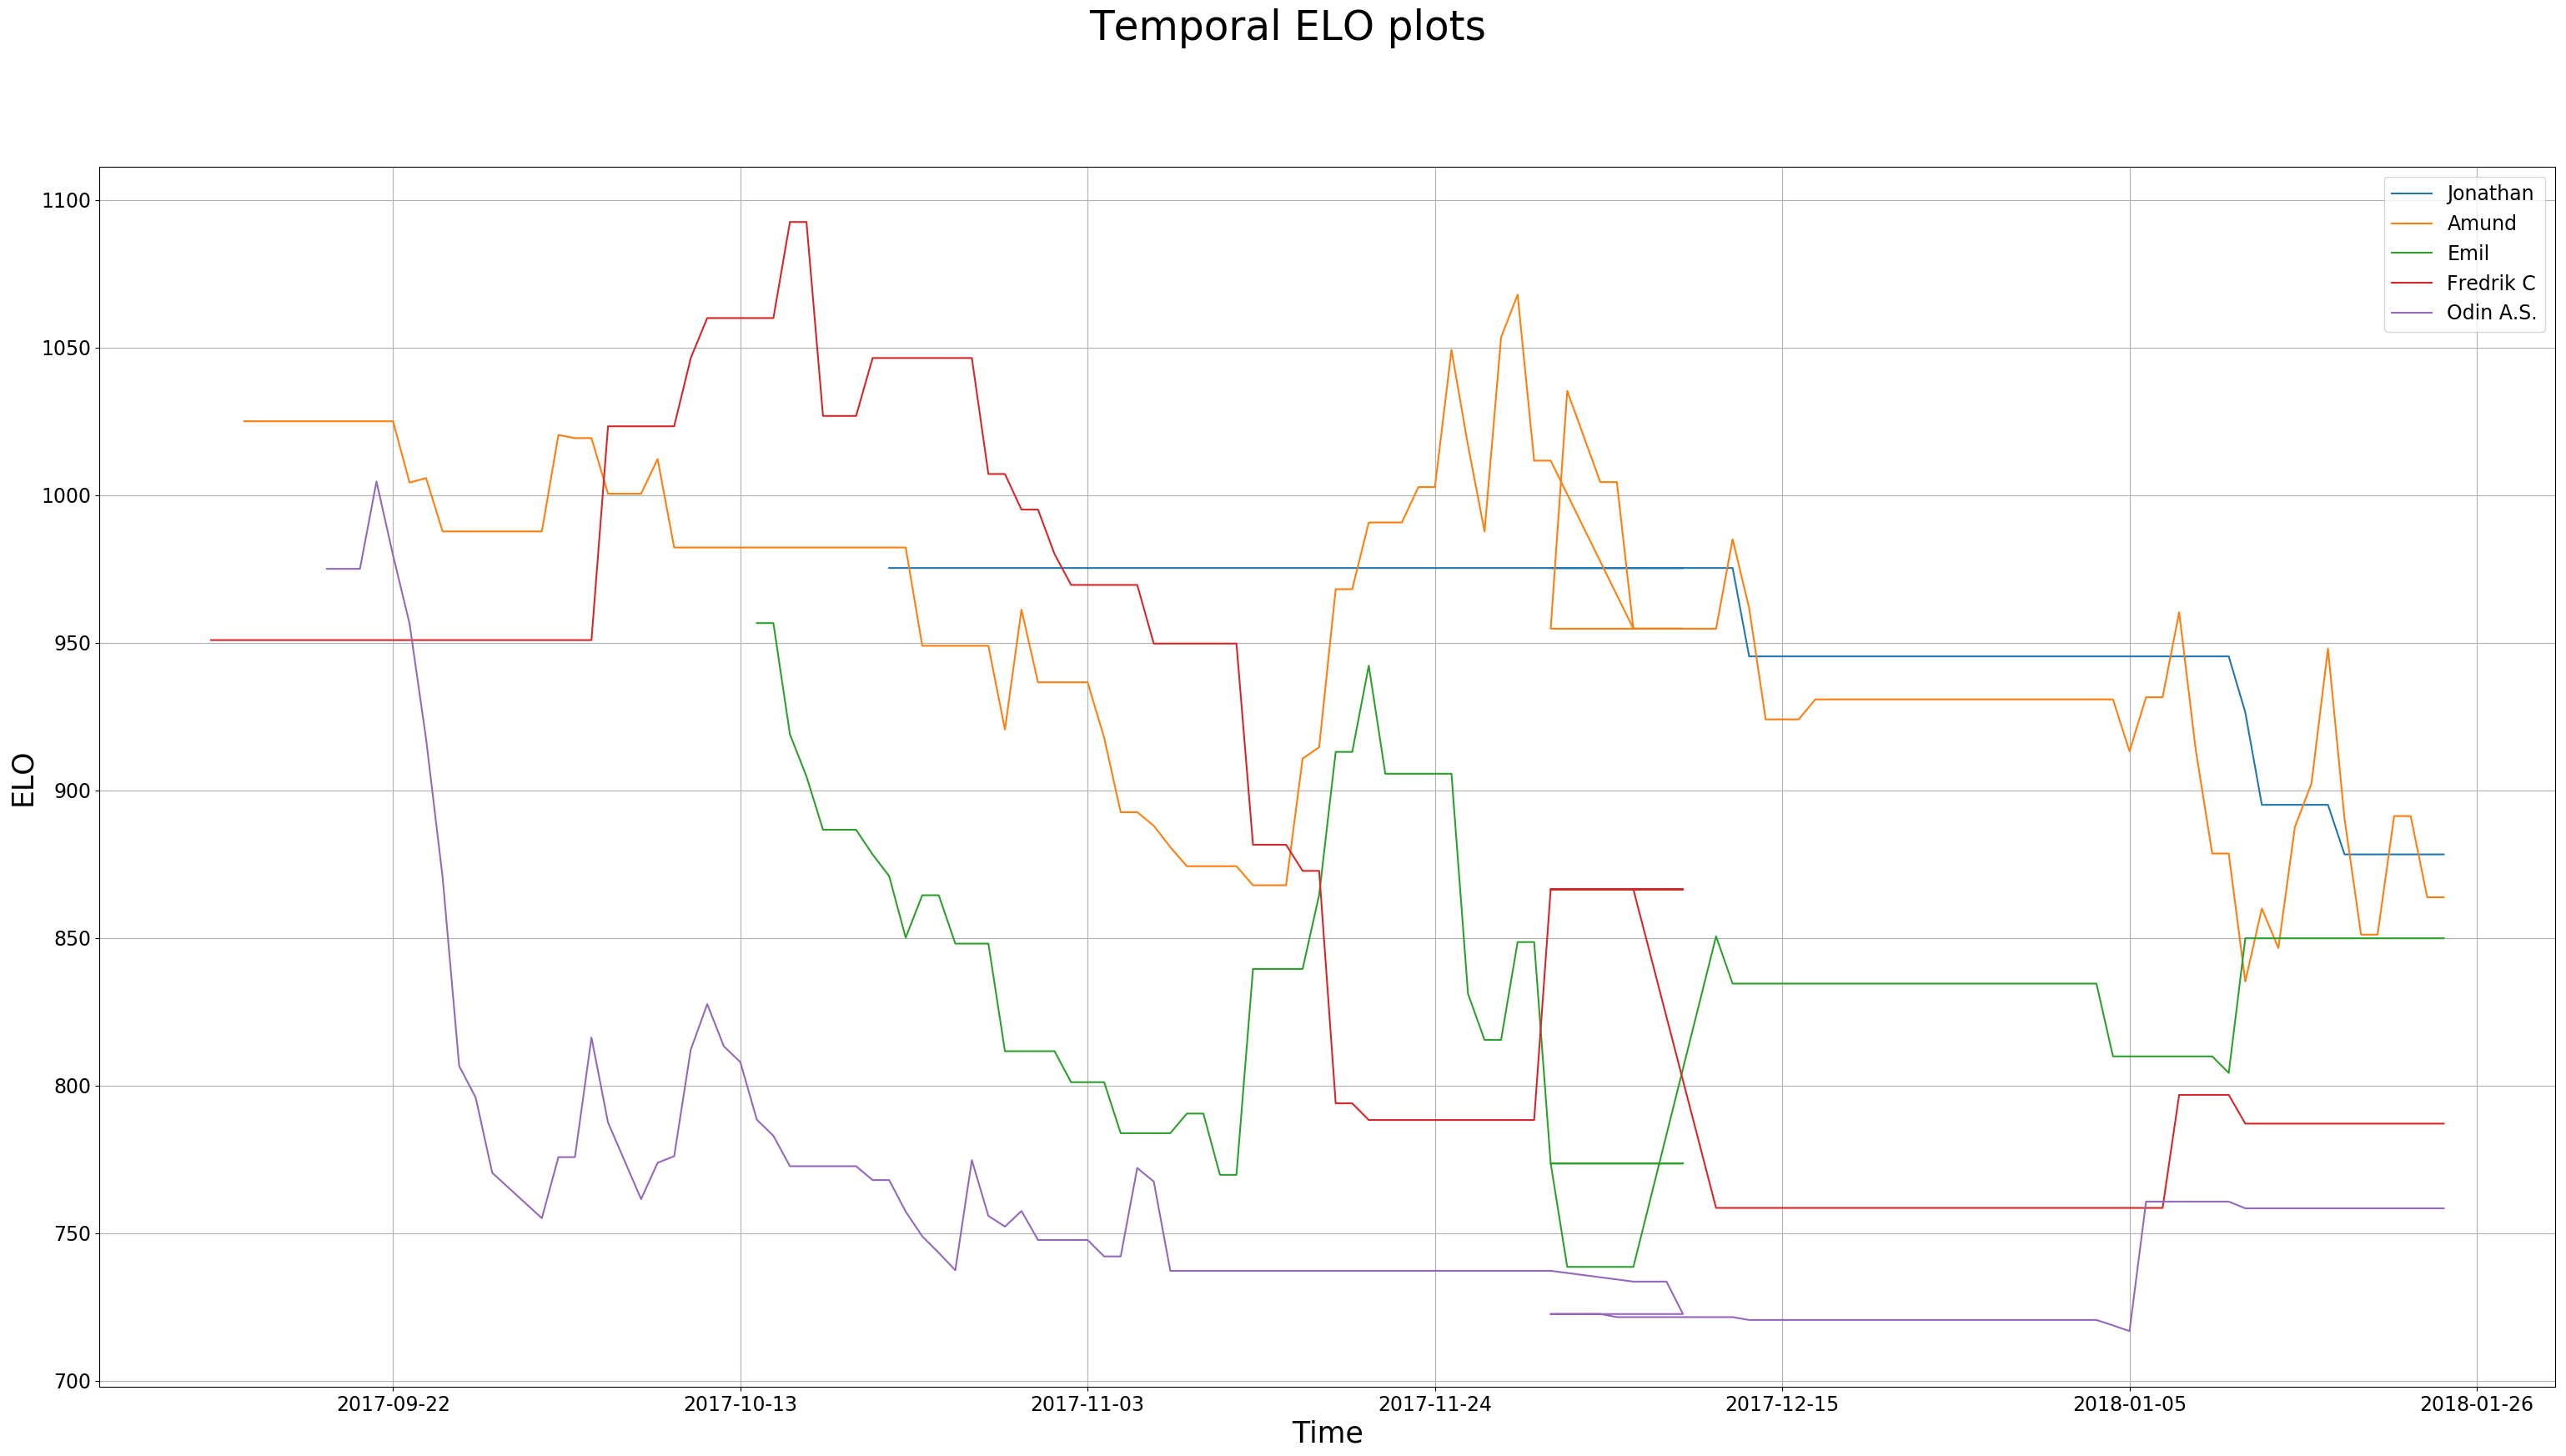 Temporal ELO plots
1100
1050
1000
950
900
850
800
750
700
ELO
Jonathan
Amund
Emil
Fredrik C
Odin A.S.
2017-09-22
2017-10-13
2017-11-03
2017-11-24
2017-12-15
2018-01-05
2018-01-26
Time